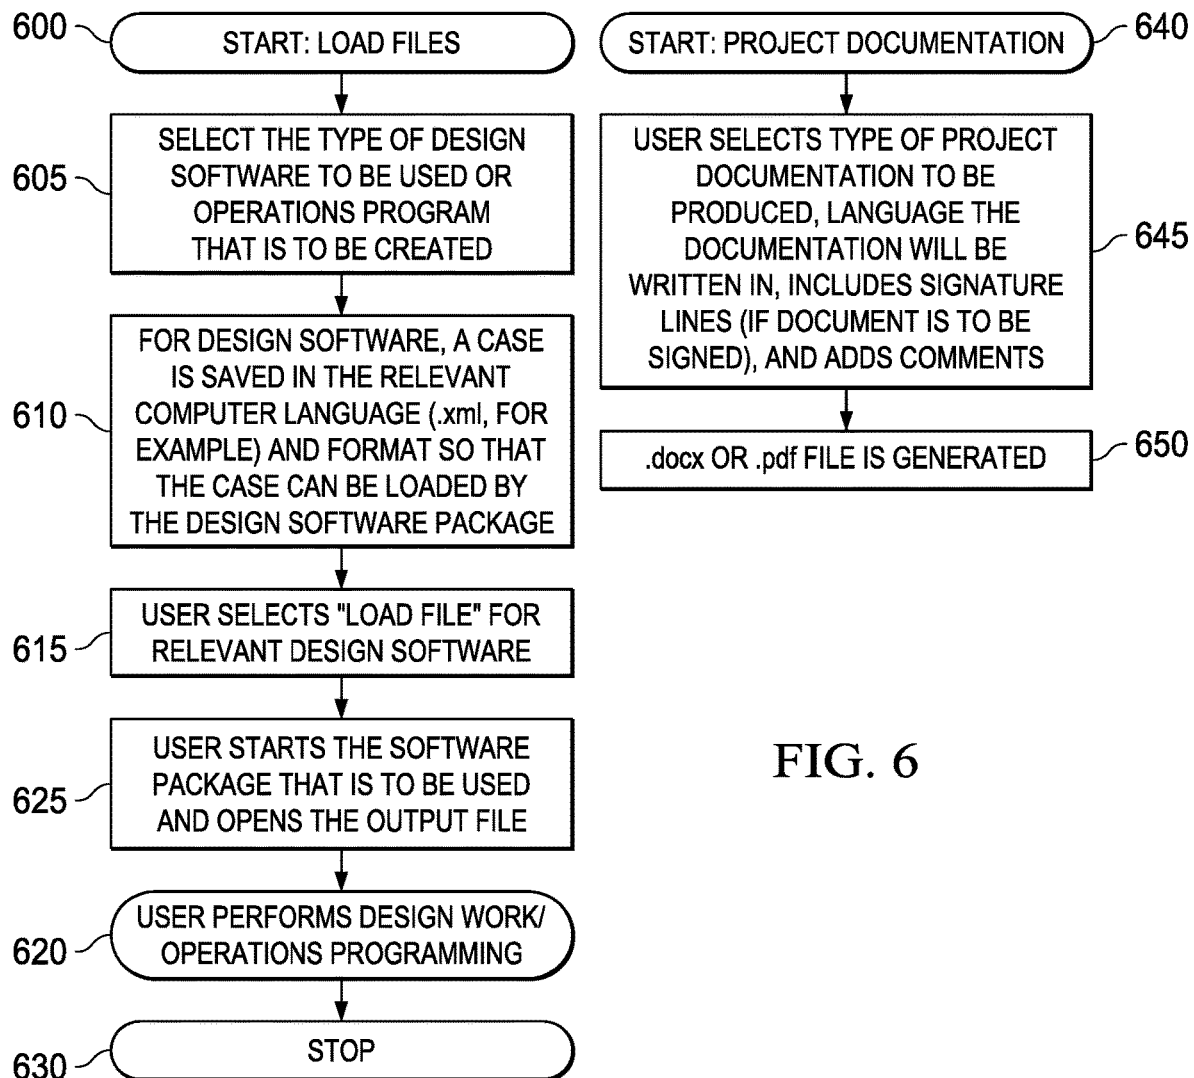 600
START: LOAD FILES
605
SELECT THE TYPE OF DESIGN
SOFTWARE TO BE USED OR
OPERATIONS PROGRAM
THAT IS TO BE CREATED
610
FOR DESIGN SOFTWARE, A CASE
IS SAVED IN THE RELEVANT
COMPUTER LANGUAGE (.xml, FOR
EXAMPLE) AND FORMAT SO THAT
THE CASE CAN BE LOADED BY
THE DESIGN SOFTWARE PACKAGE
615
USER SELECTS "LOAD FILE" FOR
RELEVANT DESIGN SOFTWARE
625
USER STARTS THE SOFTWARE
PACKAGE THAT IS TO BE USED
AND OPENS THE OUTPUT FILE
620
USER PERFORMS DESIGN WORK/
OPERATIONS PROGRAMMING
630
STOP
START: PROJECT DOCUMENTATION
640
USER SELECTS TYPE OF PROJECT
DOCUMENTATION TO BE
PRODUCED, LANGUAGE THE
DOCUMENTATION WILL BE
WRITTEN IN, INCLUDES SIGNATURE
LINES (IF DOCUMENT IS TO BE
SIGNED), AND ADDS COMMENTS
645
.docx OR .pdf FILE IS GENERATED
650
FIG. 6